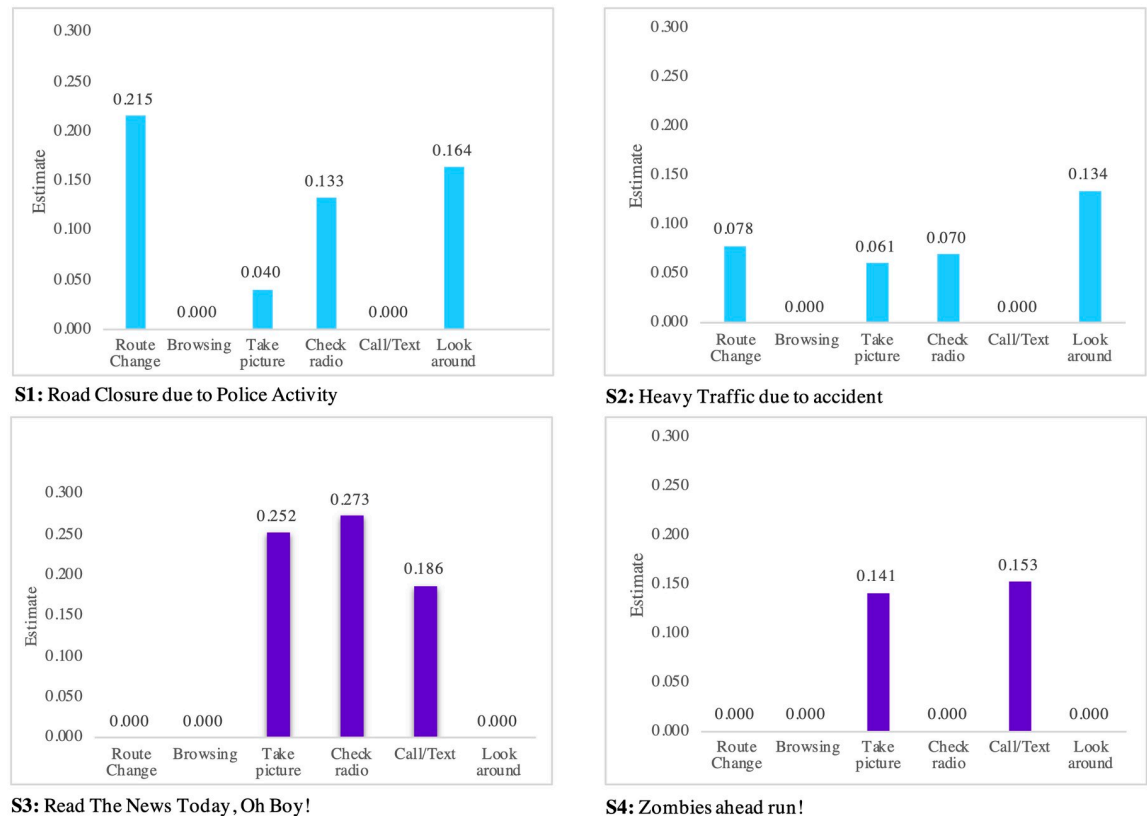 0.300
0.250
0.200
0.150
0.100
0.050
0.000
Estimate
0.215
0.000
0.040
0.133
0.000
0.164
Route Change
Browsing
Take picture
Check radio
Call/Text
Look around
S1: Road Closure due to Police Activity
0.300
0.250
0.200
0.150
0.100
0.050
0.000
Estimate
0.078
0.000
0.061
0.070
0.000
0.134
Route Change
Browsing
Take picture
Check radio
Call/Text
Look around
S2: Heavy Traffic due to accident
0.300
0.250
0.200
0.150
0.100
0.050
0.000
Estimate
0.000
0.000
0.252
0.273
0.186
0.000
Route Change
Browsing
Take picture
Check radio
Call/Text
Look around
S3: Read The News Today, Oh Boy!
0.300
0.250
0.200
0.150
0.100
0.050
0.000
Estimate
0.000
0.000
0.141
0.000
0.153
0.000
Route Change
Browsing
Take picture
Check radio
Call/Text
Look around
S4: Zombies ahead run!